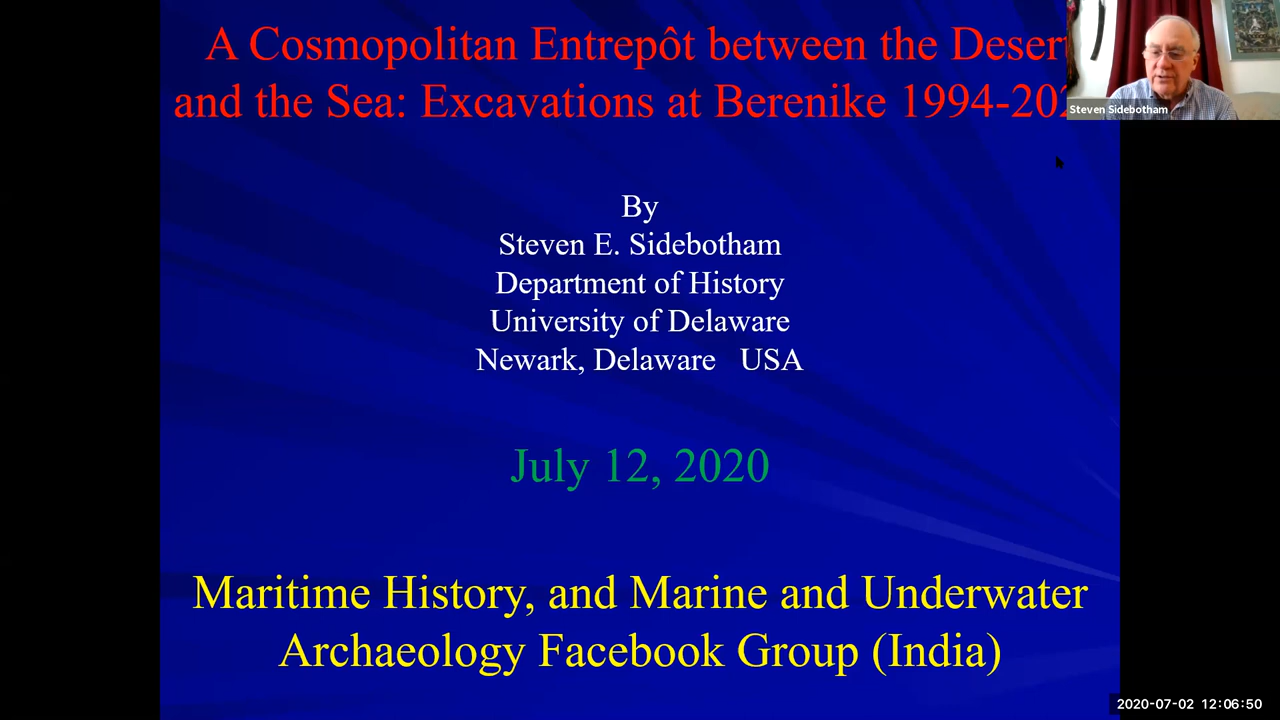 A Cosmopolitan Entrepôt between the Desert
and the Sea: Excavations at Berenike 1994-202
Steven Sidebotham
By
Steven E. Sidebotham
Department of History
University of Delaware
Newark, Delaware USA
July 12, 2020
Maritime History, and Marine and Underwater
Archaeology Facebook Group (India)
2020-07-02 12:06:50